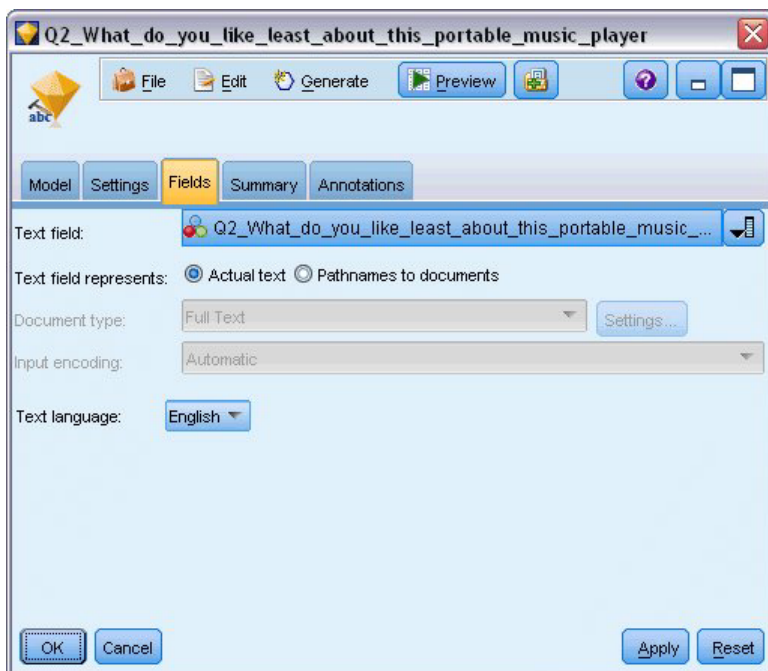 Q2_What_do_you_like_least_about_this_portable_music_player
abc
File Edit Generate Preview ?
Model Settings Fields Summary Annotations
Text field: Q2_What_do_you_like_least_about_this_portable_music_...
Text field represents: Actual text Pathnames to documents
Document type: Full Text Settings...
Input encoding: Automatic
Text language: English
OK Cancel Apply Reset